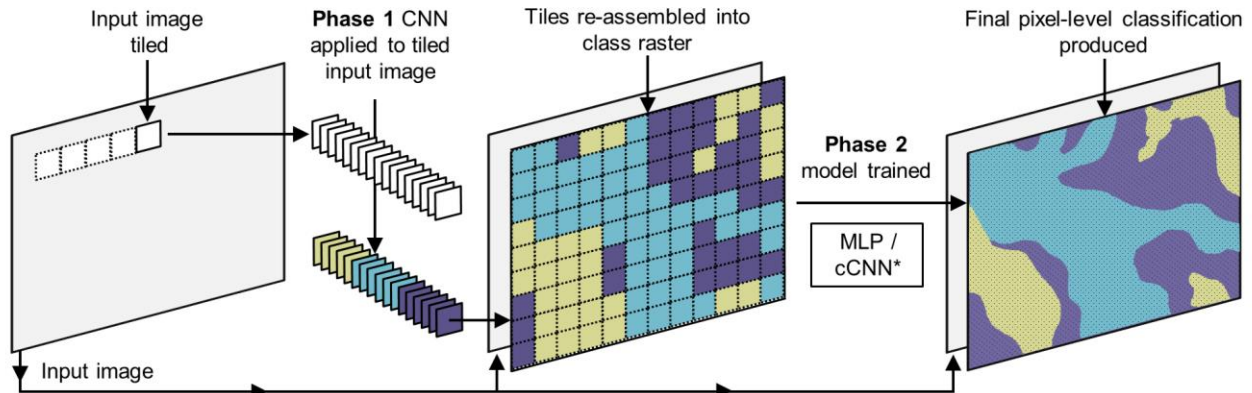 Input image
tiled
Phase 1 CNN
applied to tiled
input image
Tiles re-assembled into
class raster
Phase 2
model trained
MLP /
cCNN*
Final pixel-level classification
produced
Input image